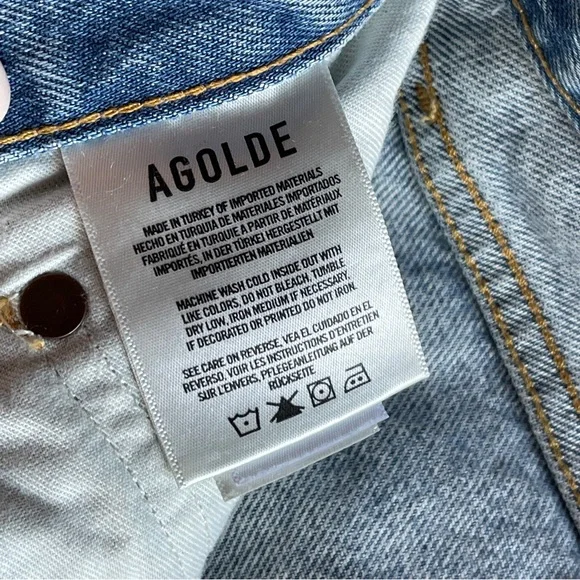 AGOLDE
MADE IN TURKEY OF IMPORTED MATERIALS
HECHO EN TURQUIA DE MATERIALES IMPORTADOS
FABRIQUÉ EN TURQUIE A PARTIR DE MATÉRIAUX
IMPORTÉS, IN DER TÜRKEI HERGESTELLT MIT
IMPORTIERTEN MATERIALIEN
MACHINE WASH COLD INSIDE OUT WITH
LIKE COLORS, DO NOT BLEACH, TUMBLE
DRY LOW, IRON MEDIUM IF NECESSARY.
IF DECORATED OR PRINTED DO NOT IRON.
SEE CARE ON REVERSE, VEA EL CUIDADO EN EL
REVERSO, VOIR LES INSTRUCTIONS D'ENTRETIEN
SUR L'ENVERS, PFLEGEANLEITUNG AUF DER
RÜCKSEITE